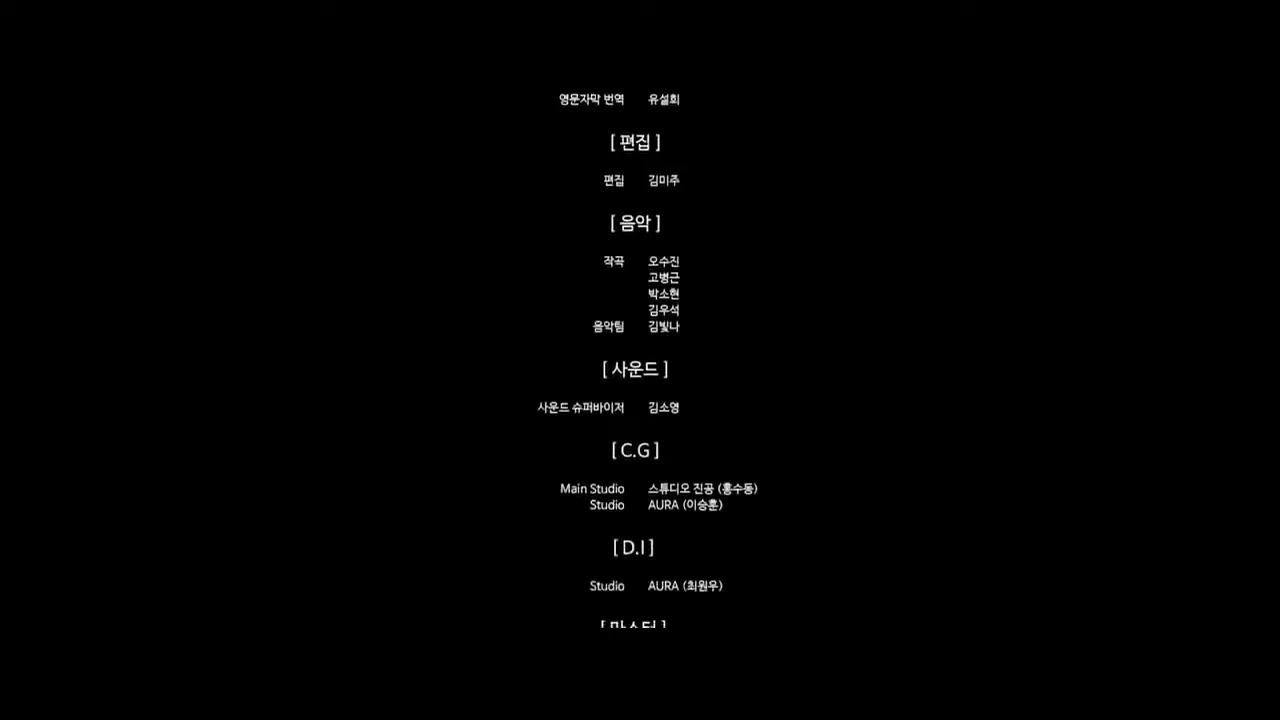 영문자막 번역 유설희
[ 편집 ]
편집 김미주
[ 음악 ]
작곡 오수진
고병근
박소현
김우석
음악팀 김빛나
[ 사운드 ]
사운드 슈퍼바이저 김소영
[ C.G ]
Main Studio 스튜디오 진공 (홍수동)
Studio AURA (이승훈)
[ D.I ]
Studio AURA (최원우)